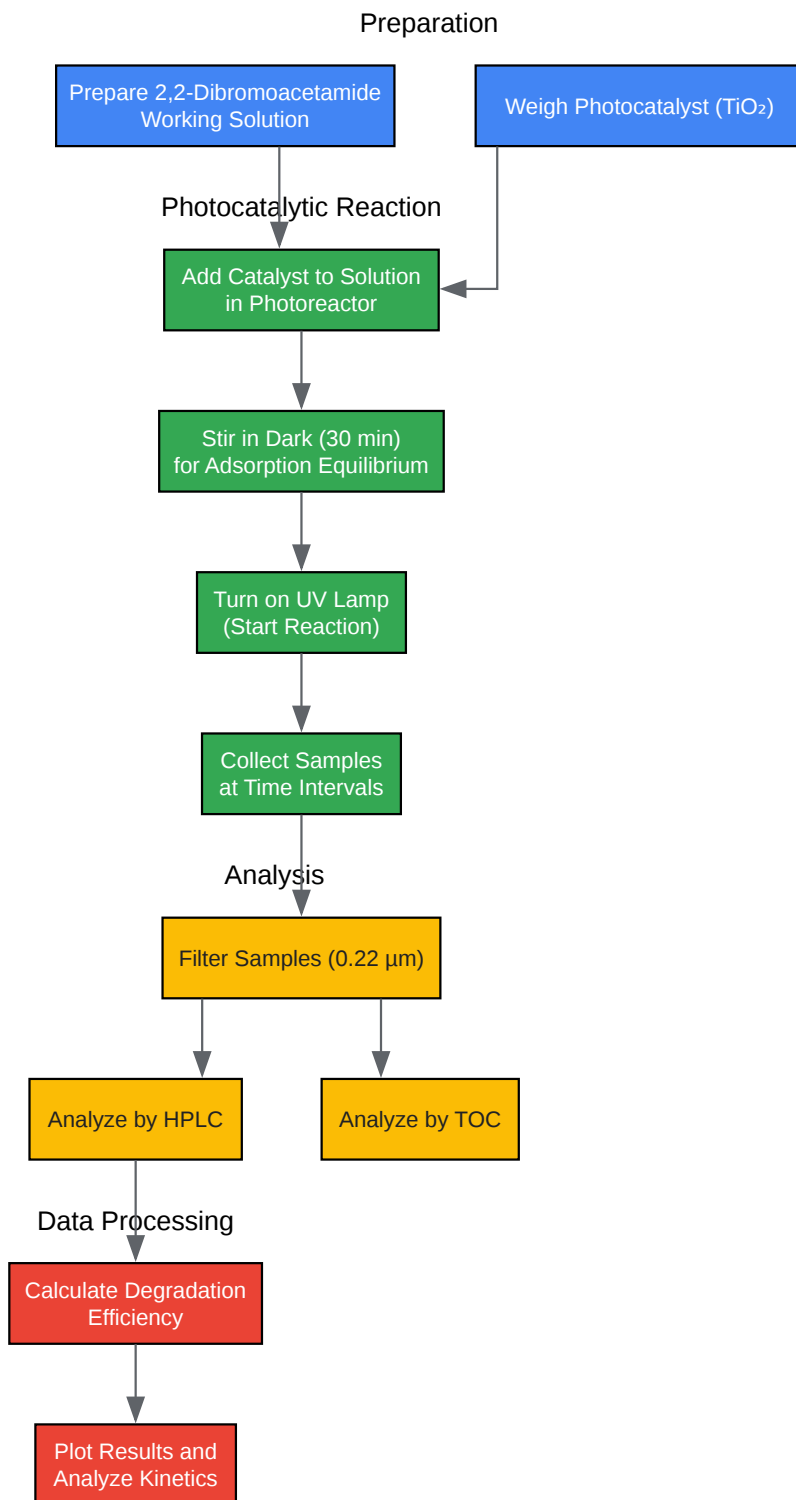 Preparation
Prepare 2,2-Dibromoacetamide
Working Solution
Weigh Photocatalyst (TiO₂)
Photocatalytic Reaction
Add Catalyst to Solution
in Photoreactor
Stir in Dark (30 min)
for Adsorption Equilibrium
Turn on UV Lamp
(Start Reaction)
Collect Samples
at Time Intervals
Analysis
Filter Samples (0.22 µm)
Analyze by HPLC
Analyze by TOC
Data Processing
Calculate Degradation
Efficiency
Plot Results and
Analyze Kinetics